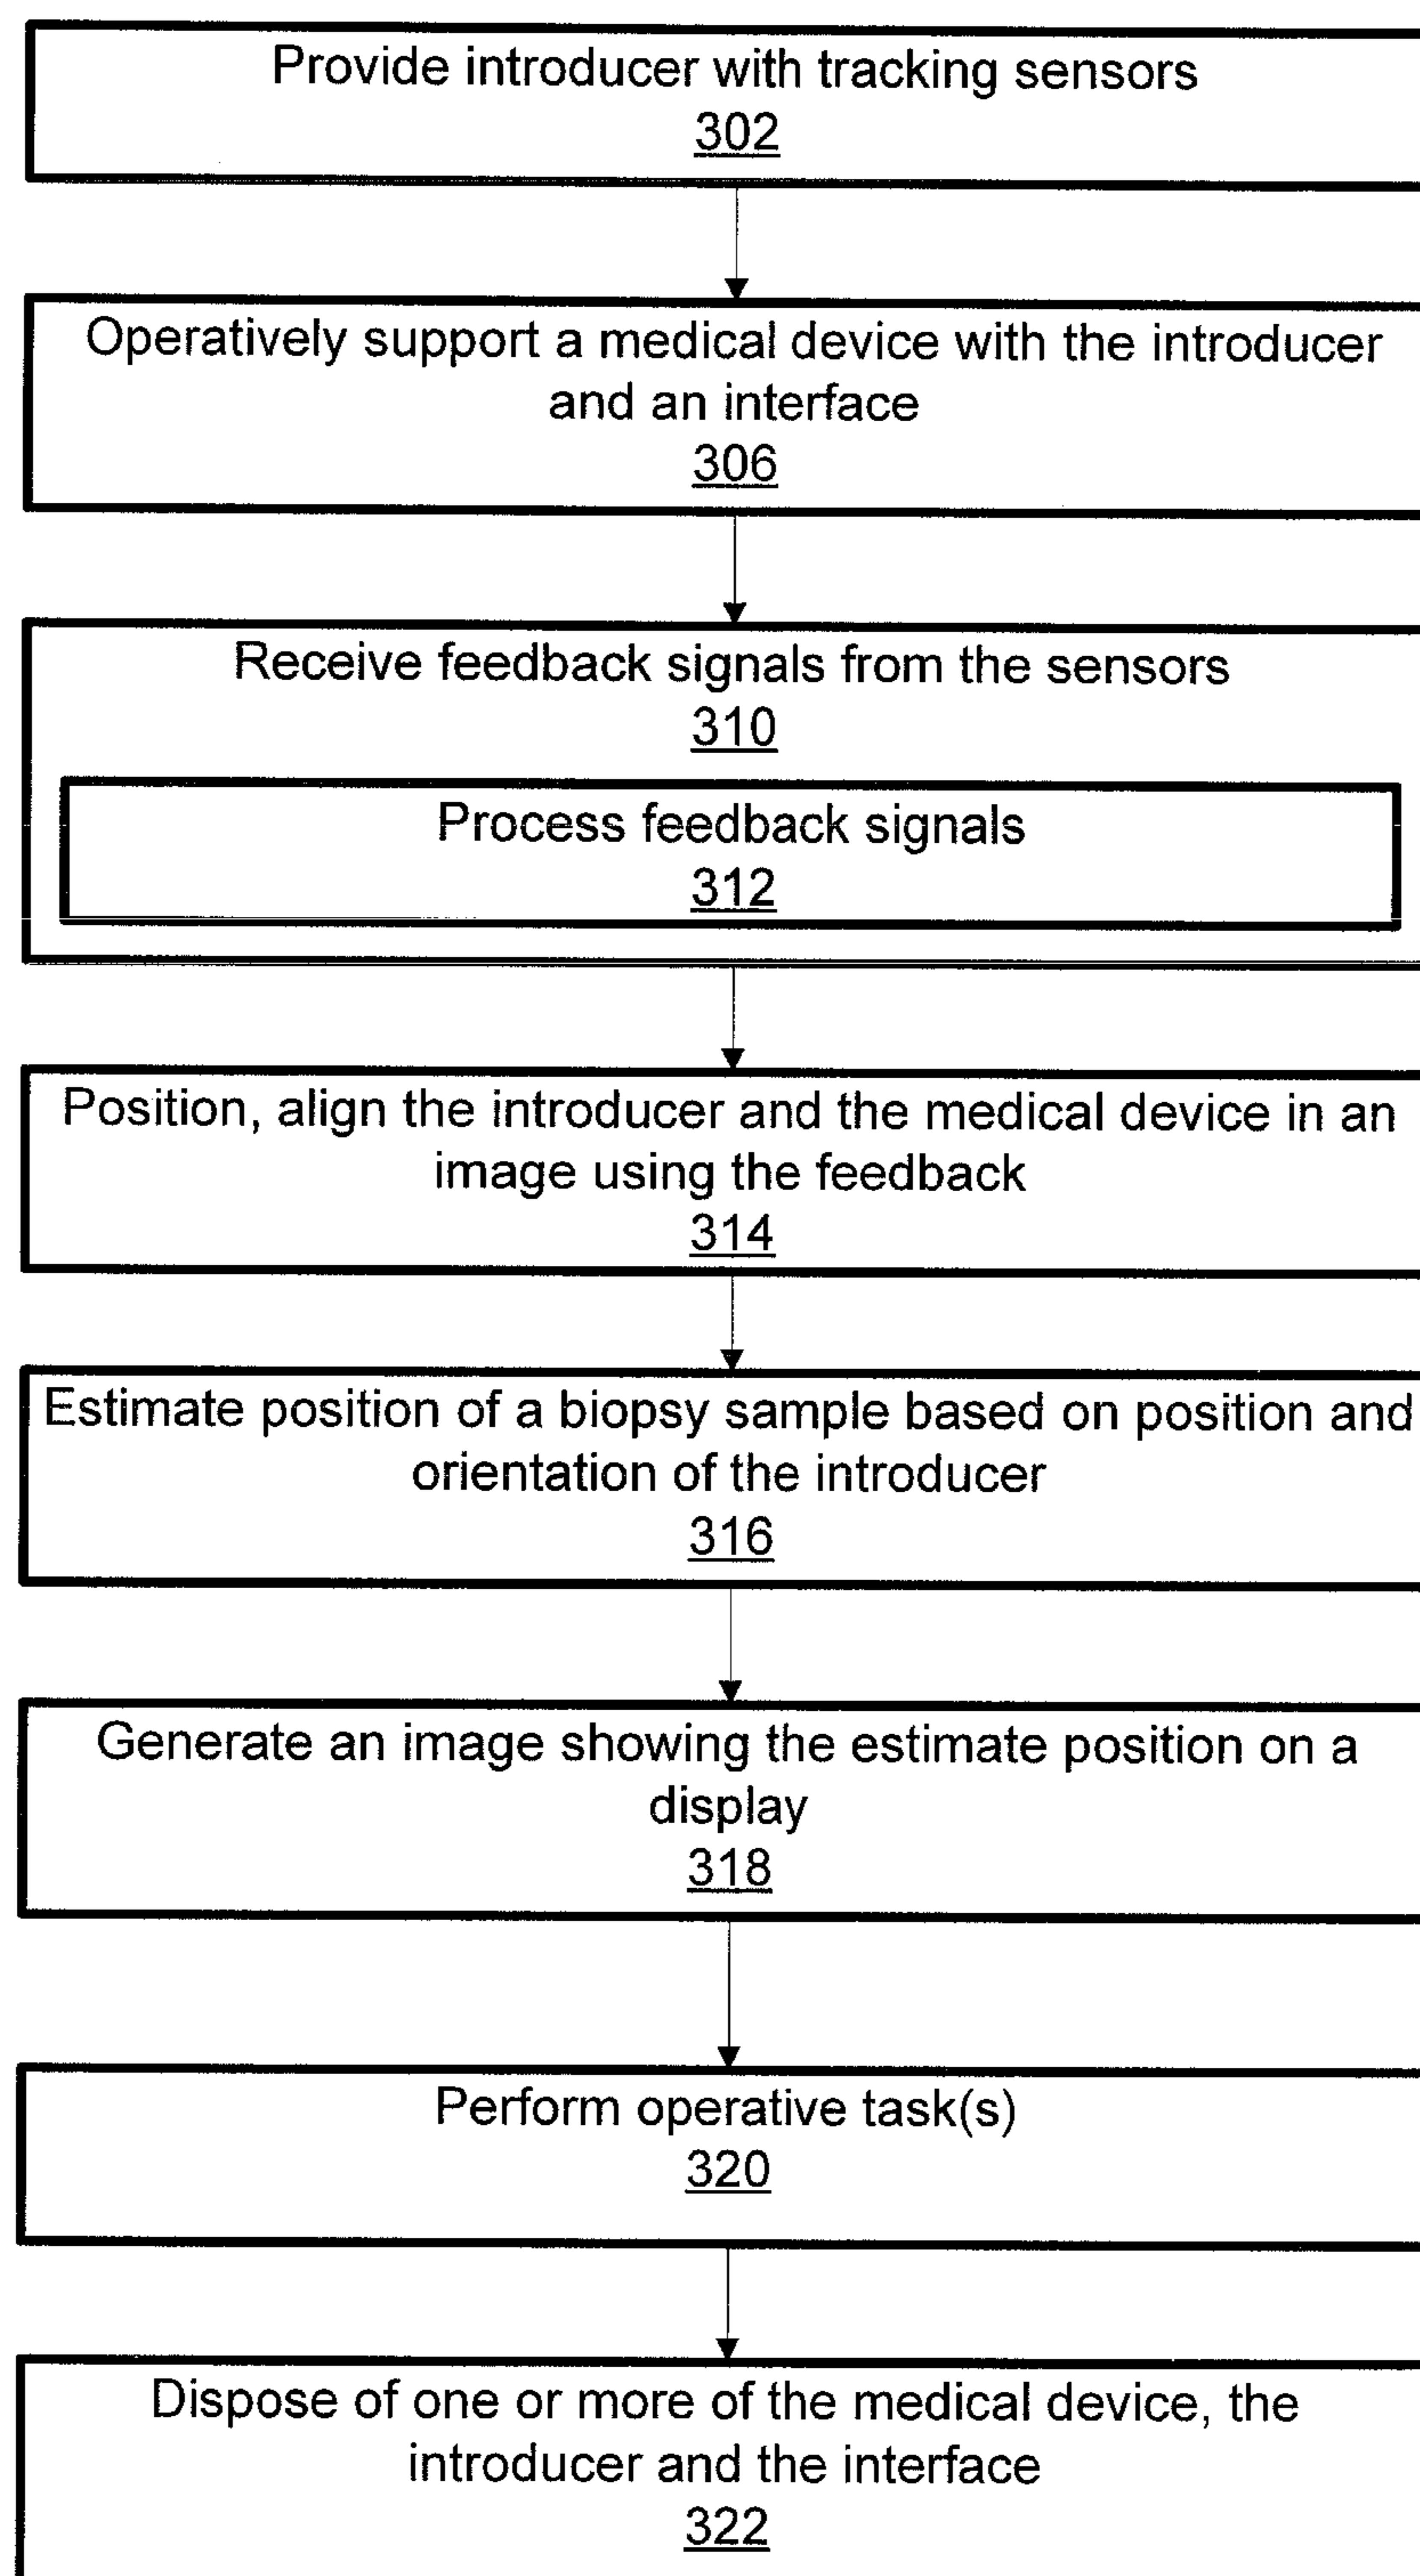 Provide introducer with tracking sensors
302
Operatively support a medical device with the introducer
and an interface
306
Receive feedback signals from the sensors
310
Process feedback signals
312
Position, align the introducer and the medical device in an
image using the feedback
314
Estimate position of a biopsy sample based on position and
orientation of the introducer
316
Generate an image showing the estimate position on a
display
318
Perform operative task(s)
320
Dispose of one or more of the medical device, the
introducer and the interface
322